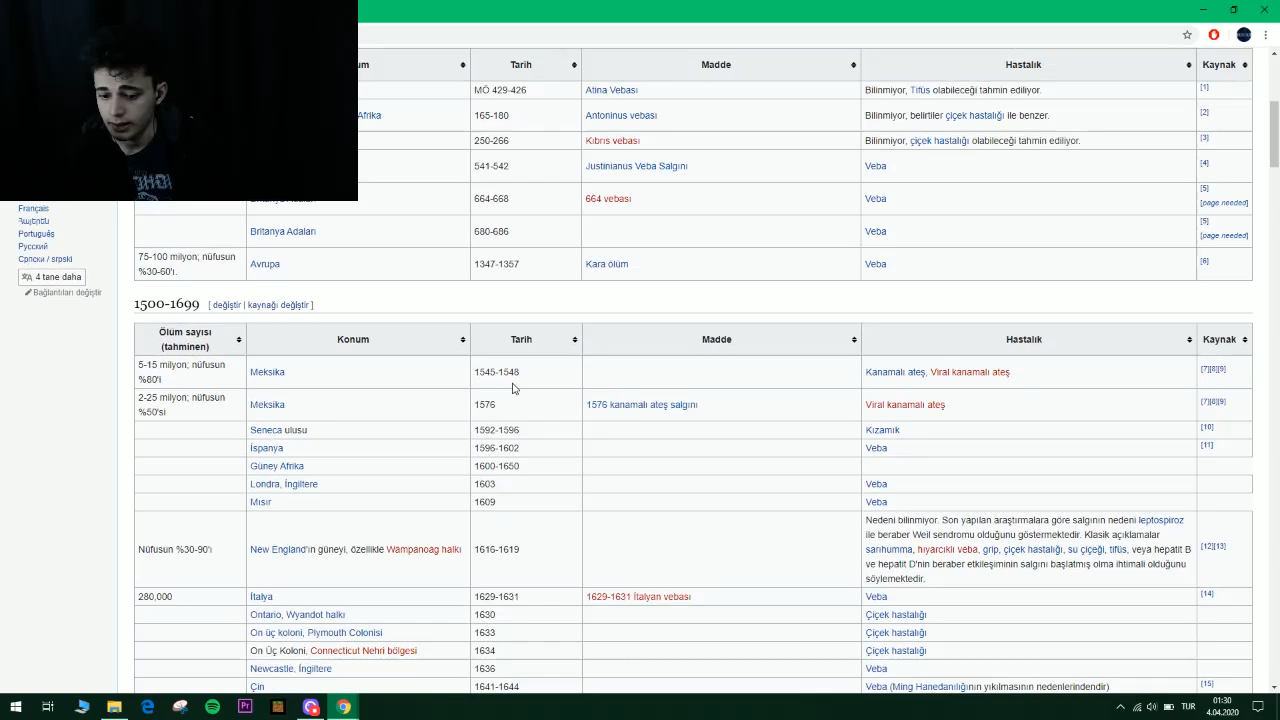 um Tarih Madde Hastalık Kaynak
MÖ 429-426 Atina Vebası Bilinmiyor, Tifüs olabileceği tahmin ediliyor. [1]
Afrika 165-180 Antoninus vebası Bilinmiyor, belirtiler çiçek hastalığı ile benzer. [2]
250-266 Kıbrıs vebası Bilinmiyor, çiçek hastalığı olabileceği tahmin ediliyor. [3]
541-542 Justinianus Veba Salgını Veba [4]
Britanya Adaları 664-668 664 vebası Veba [5] [page needed]
Britanya Adaları 680-686 Veba [5] [page needed]
75-100 milyon; nüfusun %30-60'ı. Avrupa 1347-1357 Kara ölüm Veba [6]
Français
Հայերեն
Português
Русский
Српски / srpski
4 tane daha
Bağlantıları değiştir
1500-1699 [ değiştir | kaynağı değiştir ]
Ölüm sayısı (tahminen) Konum Tarih Madde Hastalık Kaynak
5-15 milyon; nüfusun %80'i Meksika 1545-1548 Kanamalı ateş, Viral kanamalı ateş [7][8][9]
2-25 milyon; nüfusun %50'si Meksika 1576 1576 kanamalı ateş salgını Viral kanamalı ateş [7][8][9]
Seneca ulusu 1592-1596 Kızamık [10]
İspanya 1596-1602 Veba [11]
Güney Afrika 1600-1650
Londra, İngiltere 1603 Veba
Mısır 1609 Veba
Nüfusun %30-90'ı New England'ın güneyi, özellikle Wampanoag halkı 1616-1619 Nedeni bilinmiyor. Son yapılan araştırmalara göre salgının nedeni leptospiroz
ile beraber Weil sendromu olduğunu göstermektedir. Klasik açıklamalar
sarıhumma, hıyarcıklı veba, grip, çiçek hastalığı, su çiçeği, tifüs, veya hepatit B
ve hepatit D'nin beraber etkileşiminin salgını başlatmış olma ihtimali olduğunu
söylemektedir. [12][13]
280,000 İtalya 1629-1631 1629-1631 İtalyan vebası Veba [14]
Ontario, Wyandot halkı 1630 Çiçek hastalığı
On üç koloni, Plymouth Colonisi 1633 Çiçek hastalığı
On Üç Koloni, Connecticut Nehri bölgesi 1634 Çiçek hastalığı
Newcastle, İngiltere 1636 Veba
Çin 1641-1644 Veba (Ming Hanedanlığının yıkılmasının nedenlerindendir) [15]
TUR
01:30
4.04.2020